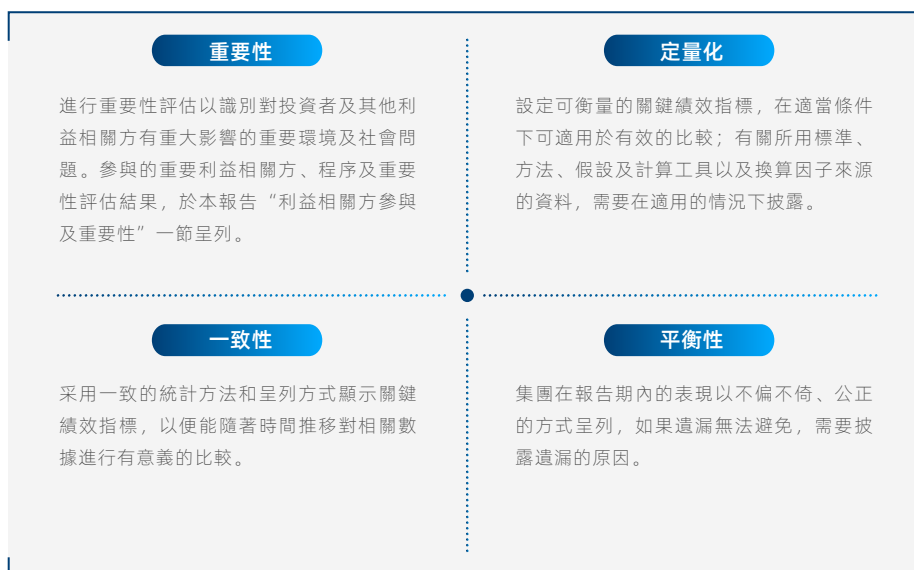 重要性
進行重要性評估以識別對投資者及其他利
益相關方有重大影響的重要環境及社會問
題。參與的重要利益相關方、程序及重要
性評估結果，於本報告“利益相關方參與
及重要性”一節呈列。
定量化
設定可衡量的關鍵績效指標，在適當條件
下可適用於有效的比較；有關所用標準、
方法、假設及計算工具以及換算因子來源
的資料，需要在適用的情況下披露。
一致性
采用一致的統計方法和呈列方式顯示關鍵
績效指標，以便能隨著時間推移對相關數
據進行有意義的比較。
平衡性
集團在報告期內的表現以不偏不倚、公正
的方式呈列，如果遺漏無法避免，需要披
露遺漏的原因。